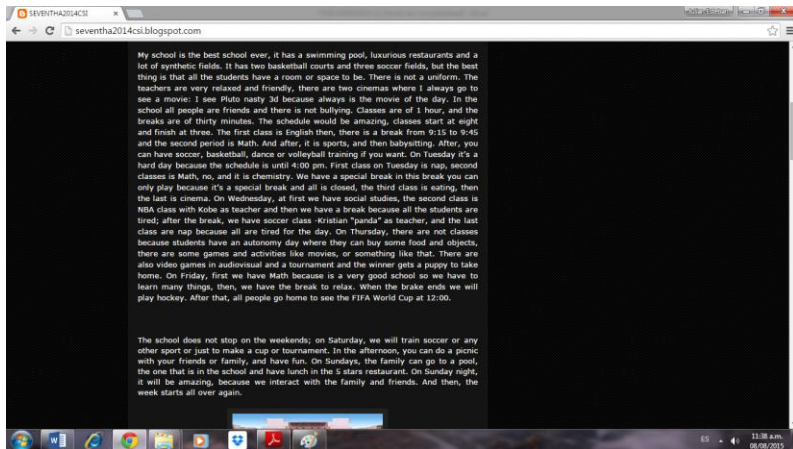 SEVENTHA2014CSI
seventha2014csi.blogspot.com
My school is the best school ever, it has a swimming pool, luxurious restaurants and a
lot of synthetic fields. It has two basketball courts and three soccer fields, but the best
thing is that all the students have a room or space to be. There is not a uniform. The
teachers are very relaxed and friendly, there are two cinemas where I always go to
see a movie: I see Pluto nasty 3d because always is the movie of the day. In the
school all people are friends and there is not bullying. Classes are of 1 hour, and the
breaks are of thirty minutes. The schedule would be amazing, classes start at eight
and finish at three. The first class is English then, there is a break from 9:15 to 9:45
and the second period is Math. And after, it is sports, and then babysitting. After, you
can have soccer, basketball, dance or volleyball training if you want. On Tuesday it's a
hard day because the schedule is until 4:00 pm. First class on Tuesday is nap, second
classes is Math, no, and it is chemistry. We have a special break in this break you can
only play because it's a special break and all is closed, the third class is eating, then
the last is cinema. On Wednesday, at first we have social studies, the second class is
NBA class with Kobe as teacher and then we have a break because all the students are
tired; after the break, we have soccer class -Kristian "panda" as teacher, and the last
class are nap because all are tired for the day. On Thursday, there are not classes
because students have an autonomy day where they can buy some food and objects,
there are some games and activities like movies, or something like that. There are
also video games in audiovisual and a tournament and the winner gets a puppy to take
home. On Friday, first we have Math because is a very good school so we have to
learn many things, then, we have the break to relax. When the brake ends we will
play hockey. After that, all people go home to see the FIFA World Cup at 12:00.
The school does not stop on the weekends; on Saturday, we will train soccer or any
other sport or just to make a cup or tournament. In the afternoon, you can do a picnic
with your friends or family, and have fun. On Sundays, the family can go to a pool,
the one that is in the school and have lunch in the 5 stars restaurant. On Sunday night,
it will be amazing, because we interact with the family and friends. And then, the
week starts all over again.
ES
11:38 a.m.
08/08/2015